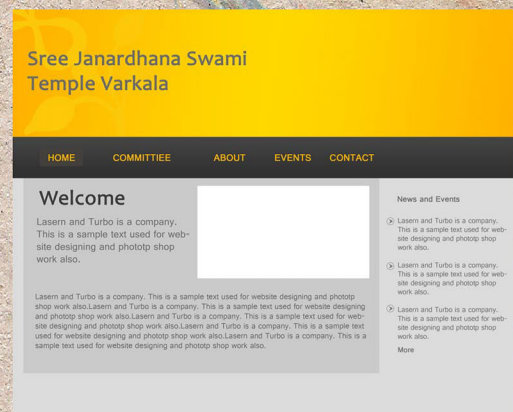 Sree Janardhana Swami
Temple Varkala
HOME COMMITTIEE ABOUT EVENTS CONTACT
Welcome
Lasern and Turbo is a company.
This is a sample text used for web-
site designing and phototp shop
work also.
Lasern and Turbo is a company. This is a sample text used for website designing and phototp
shop work also.Lasern and Turbo is a company. This is a sample text used for website designing
and phototp shop work also.Lasern and Turbo is a company. This is a sample text used for web-
site designing and phototp shop work also.Lasern and Turbo is a company. This is a sample text
used for website designing and phototp shop work also.Lasern and Turbo is a company. This is a
sample text used for website designing and phototp shop work also.
News and Events
Lasern and Turbo is a company.
This is a sample text used for web-
site designing and phototp shop
work also.
Lasern and Turbo is a company.
This is a sample text used for web-
site designing and phototp shop
work also.
Lasern and Turbo is a company.
This is a sample text used for web-
site designing and phototp shop
work also.
More